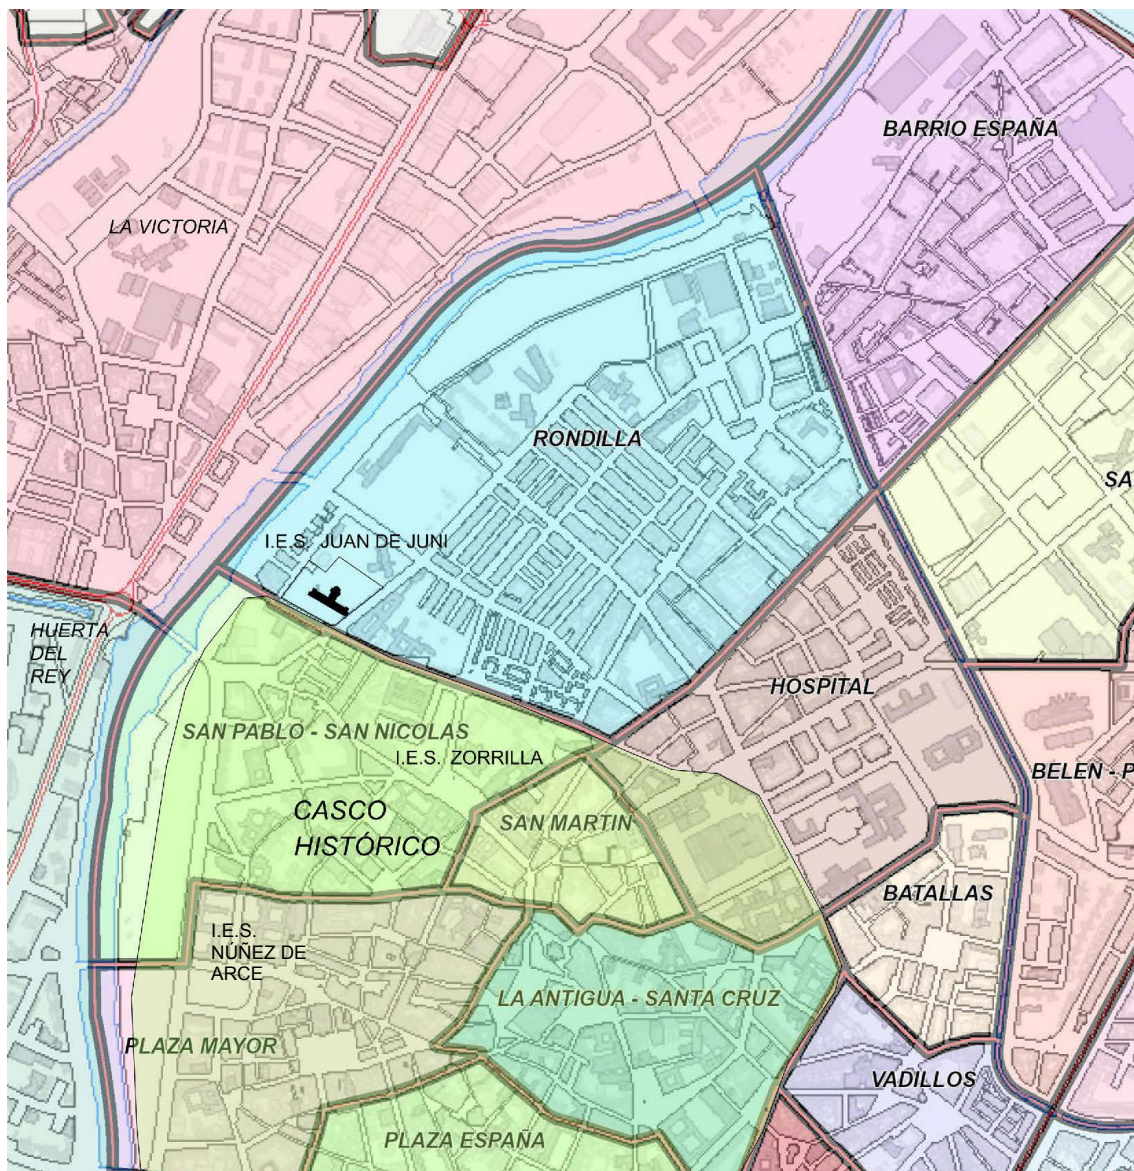 BARRIO ESPAÑA
LA VICTORIA
RONDILLA
SA
I.E.S. JUAN DE JUNI
HUERTA
DEL
REY
HOSPITAL
SAN PABLO - SAN NICOLAS
I.E.S. ZORRILLA
BELEN - P
CASCO
HISTÓRICO
SAN MARTIN
BATALLAS
I.E.S.
NÚÑEZ DE
ARCE
LA ANTIGUA - SANTA CRUZ
PLAZA MAYOR
VADILLOS
PLAZA ESPAÑA